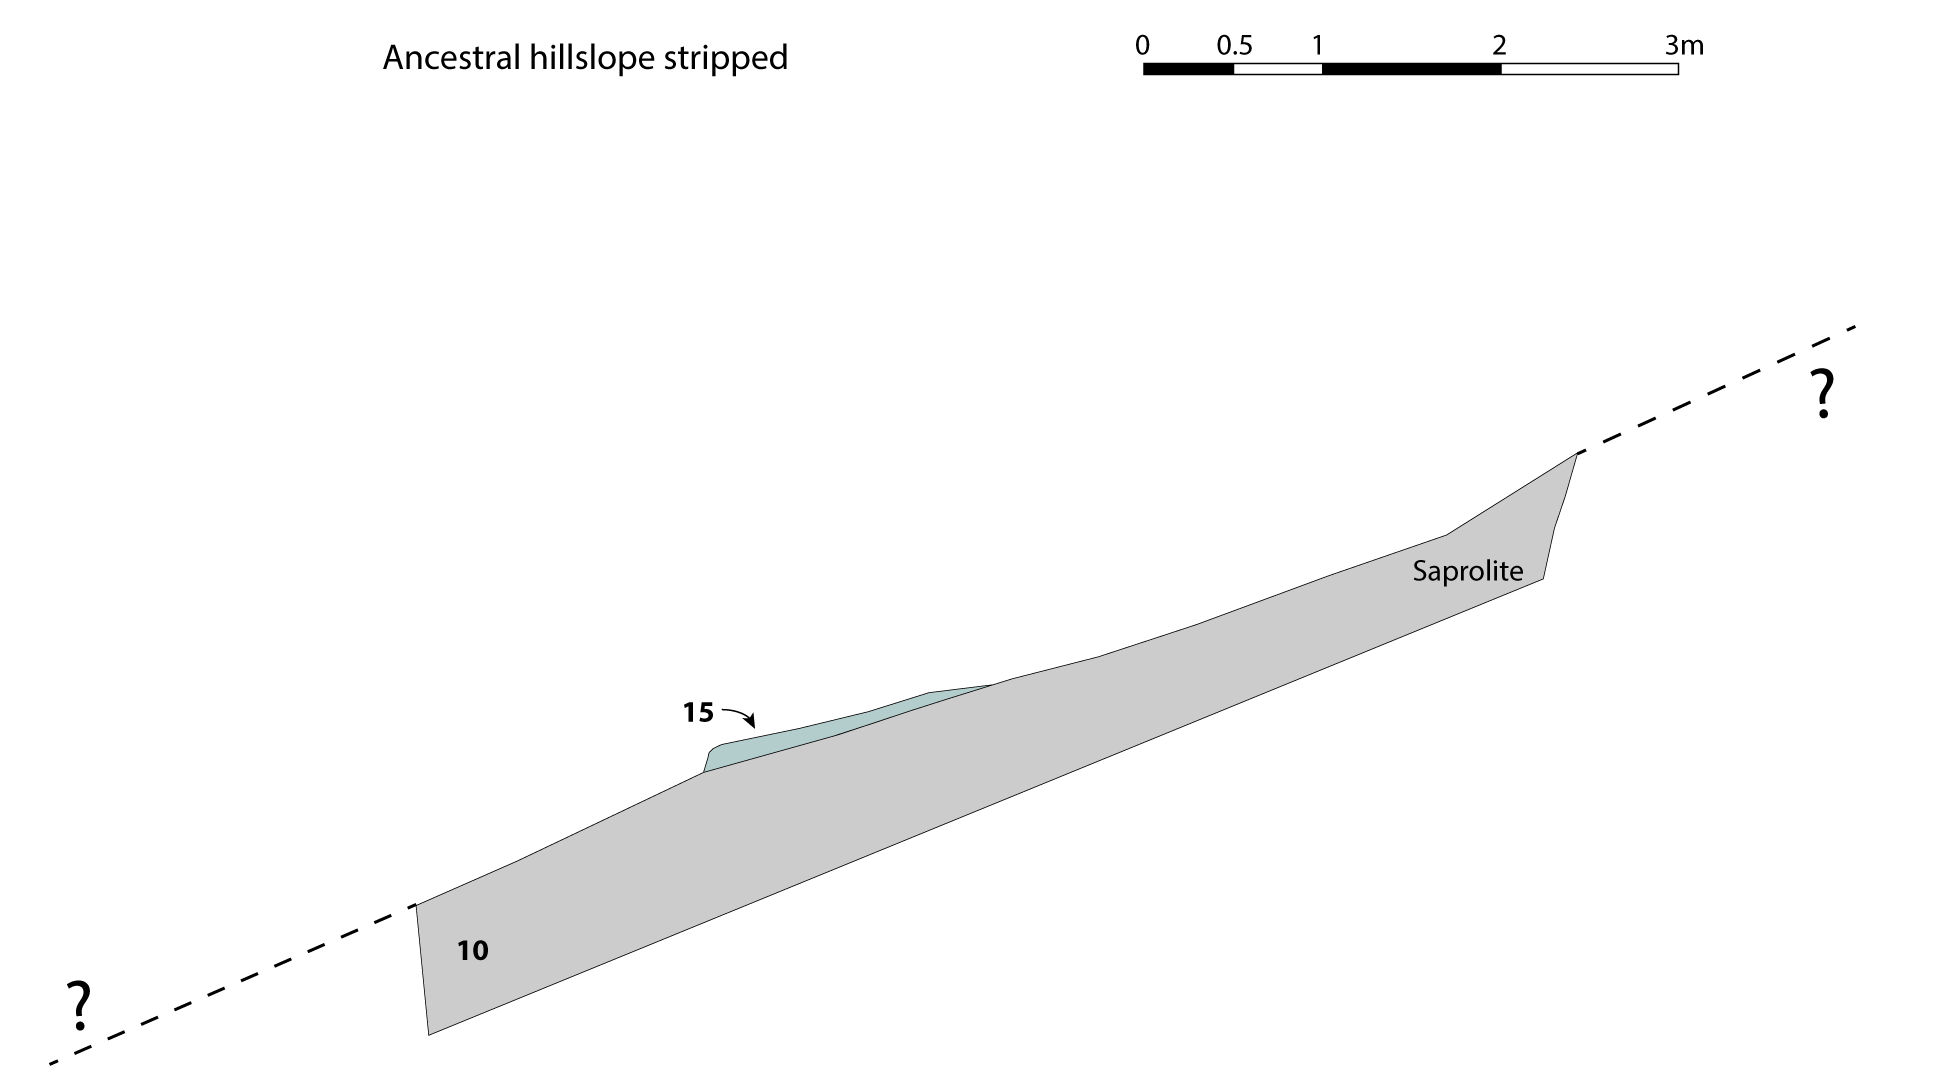 Ancestral hillslope stripped
0 0.5 1 2 3m
?
Saprolite
15
10
?